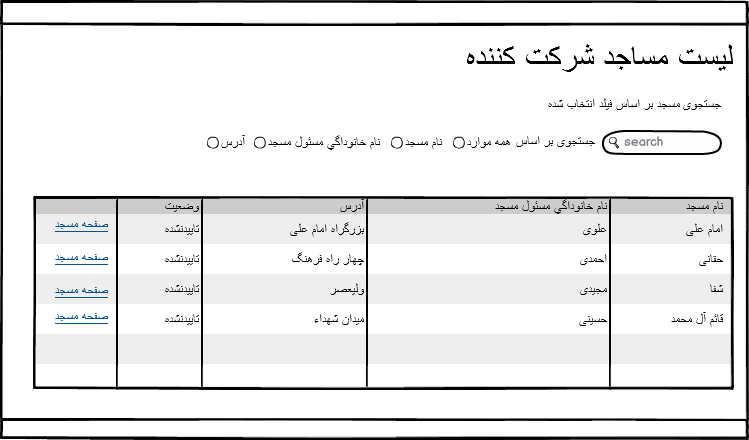 لیست مساجد شرکت کننده
جستجوی مسجد بر اساس فیلد انتخاب شده
search جستجوی بر اساس همه موارد نام مسجد نام خانوداگي مسئول مسجد آدرس
نام مسجد نام خانوداگي مسئول مسجد آدرس وضعیت
امام علی علوی بزرگراه امام علی تاییدنشده صفحه مسجد
حقانی احمدی چهار راه فرهنگ تاییدنشده صفحه مسجد
شفا مجیدی ولیعصر تاییدنشده صفحه مسجد
قائم آل محمد حسینی میدان شهداء تاییدنشده صفحه مسجد